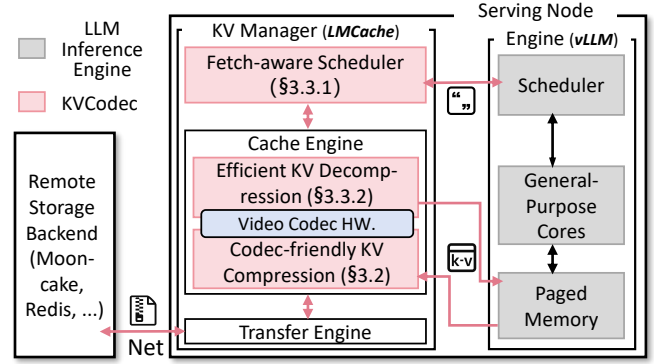 LLM
Inference
Engine
KVCodec
Serving Node
KV Manager (LMCache)
Engine (vLLM)
Fetch-aware Scheduler
(§3.3.1)
“ „
Scheduler
Cache Engine
Efficient KV Decomp-
ression (§3.3.2)
Video Codec HW.
Codec-friendly KV
Compression (§3.2)
General-
Purpose
Cores
k-v
Paged
Memory
Remote
Storage
Backend
(Moon-
cake,
Redis, ...)
Net
Transfer Engine